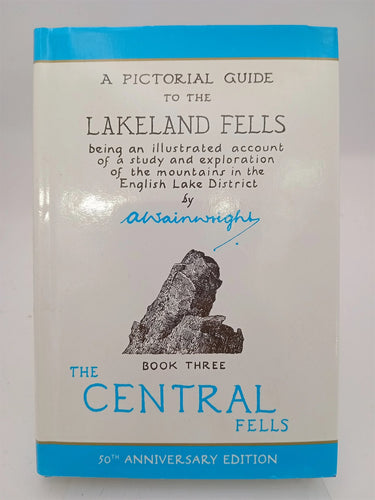 A PICTORIAL GUIDE
TO THE
LAKELAND FELLS
being an illustrated account
of a study and exploration
of the mountains in the
English Lake District
by
AWainwright
BOOK THREE
THE
CENTRAL
FELLS
50TH ANNIVERSARY EDITION